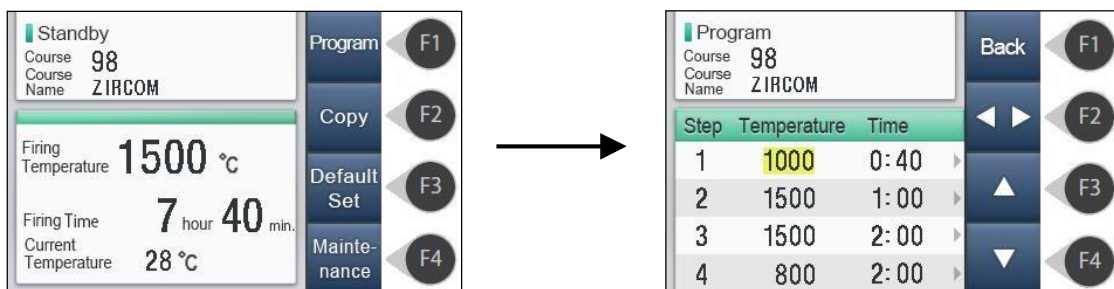 Standby
Course 98
Course Name ZIRCOM
Firing Temperature 1500 °C
Firing Time 7 hour 40 min.
Current Temperature 28 °C
Program F1
Copy F2
Default Set F3
Mainte-
nance F4
Program
Course 98
Course Name ZIRCOM
Step Temperature Time
1 1000 0:40
2 1500 1:00
3 1500 2:00
4 800 2:00
Back F1
F2
F3
F4